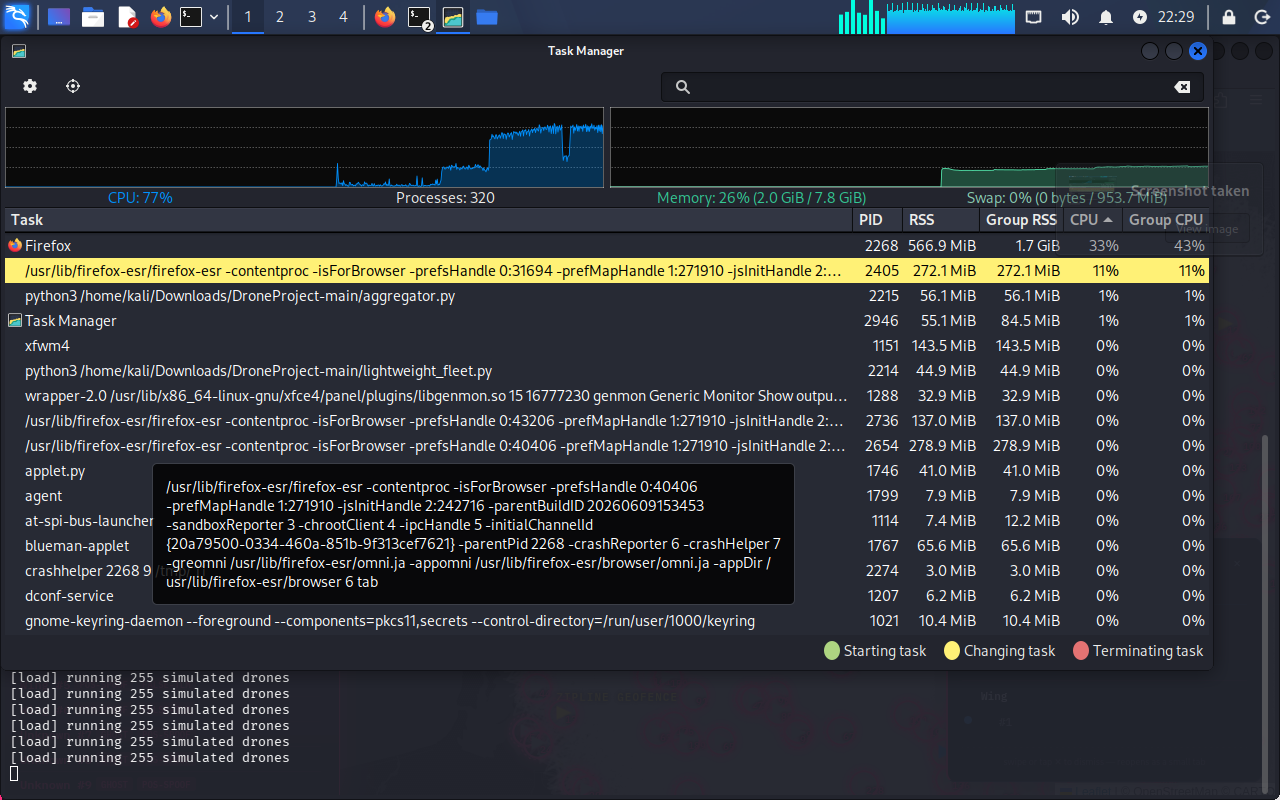 1 2 3 4 2 22:29
Task Manager
CPU: 77% Processes: 320 Memory: 26% (2.0 GiB / 7.8 GiB) Swap: 0% (0 bytes / 953.7 MiB)
Screenshot taken
View Image
Task PID RSS Group RSS CPU Group CPU
Firefox 2268 566.9 MiB 1.7 GiB 33% 43%
/usr/lib/firefox-esr/firefox-esr -contentproc -isForBrowser -prefsHandle 0:31694 -prefMapHandle 1:271910 -jsInitHandle 2:... 2405 272.1 MiB 272.1 MiB 11% 11%
python3 /home/kali/Downloads/DroneProject-main/aggregator.py 2215 56.1 MiB 56.1 MiB 1% 1%
Task Manager 2946 55.1 MiB 84.5 MiB 1% 1%
xfwm4 1151 143.5 MiB 143.5 MiB 0% 0%
python3 /home/kali/Downloads/DroneProject-main/lightweight_fleet.py 2214 44.9 MiB 44.9 MiB 0% 0%
wrapper-2.0 /usr/lib/x86_64-linux-gnu/xfce4/panel/plugins/libgenmon.so 15 16777230 genmon Generic Monitor Show outpu... 1288 32.9 MiB 32.9 MiB 0% 0%
/usr/lib/firefox-esr/firefox-esr -contentproc -isForBrowser -prefsHandle 0:43206 -prefMapHandle 1:271910 -jsInitHandle 2:... 2736 137.0 MiB 137.0 MiB 0% 0%
/usr/lib/firefox-esr/firefox-esr -contentproc -isForBrowser -prefsHandle 0:40406 -prefMapHandle 1:271910 -jsInitHandle 2:... 2654 278.9 MiB 278.9 MiB 0% 0%
applet.py 1746 41.0 MiB 41.0 MiB 0% 0%
agent 1799 7.9 MiB 7.9 MiB 0% 0%
at-spi-bus-launcher 1114 7.4 MiB 12.2 MiB 0% 0%
blueman-applet 1767 65.6 MiB 65.6 MiB 0% 0%
crashhelper 2268 9 2274 3.0 MiB 3.0 MiB 0% 0%
dconf-service 1207 6.2 MiB 6.2 MiB 0% 0%
gnome-keyring-daemon --foreground --components=pkcs11,secrets --control-directory=/run/user/1000/keyring 1021 10.4 MiB 10.4 MiB 0% 0%
/usr/lib/firefox-esr/firefox-esr -contentproc -isForBrowser -prefsHandle 0:40406
-prefMapHandle 1:271910 -jsInitHandle 2:242716 -parentBuildID 20260609153453
-sandboxReporter 3 -chrootClient 4 -ipcHandle 5 -initialChannelId
{20a79500-0334-460a-851b-9f313cef7621} -parentPid 2268 -crashReporter 6 -crashHelper 7
-greomni /usr/lib/firefox-esr/omni.ja -appomni /usr/lib/firefox-esr/browser/omni.ja -appDir /
usr/lib/firefox-esr/browser 6 tab
Starting task Changing task Terminating task
[load] running 255 simulated drones
[load] running 255 simulated drones
[load] running 255 simulated drones
[load] running 255 simulated drones
[load] running 255 simulated drones
[load] running 255 simulated drones
Wing